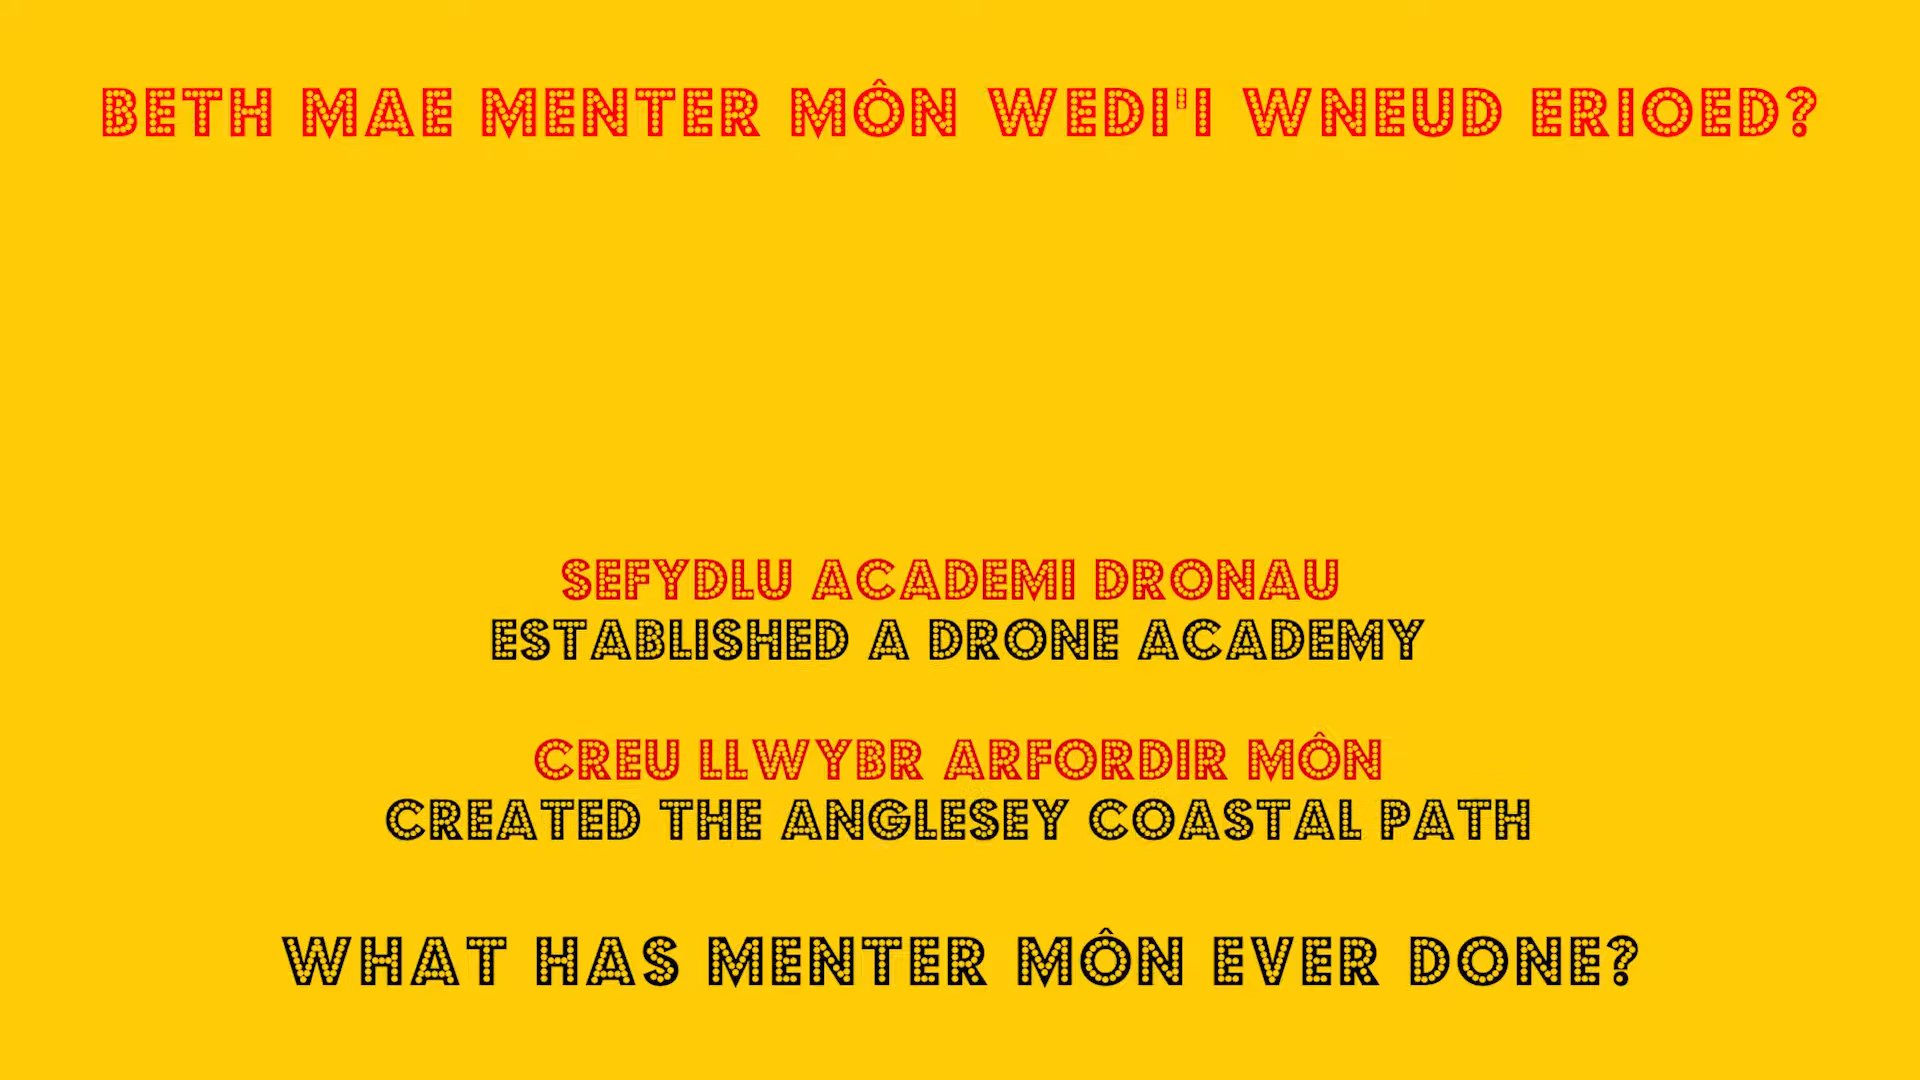 BETH MAE MENTER MÔN WEDI'I WNEUD ERIOED?
SEFYDLU ACADEMI DRONAU
ESTABLISHED A DRONE ACADEMY
CREU LLWYBR ARFORDIR MÔN
CREATED THE ANGLESEY COASTAL PATH
WHAT HAS MENTER MÔN EVER DONE?